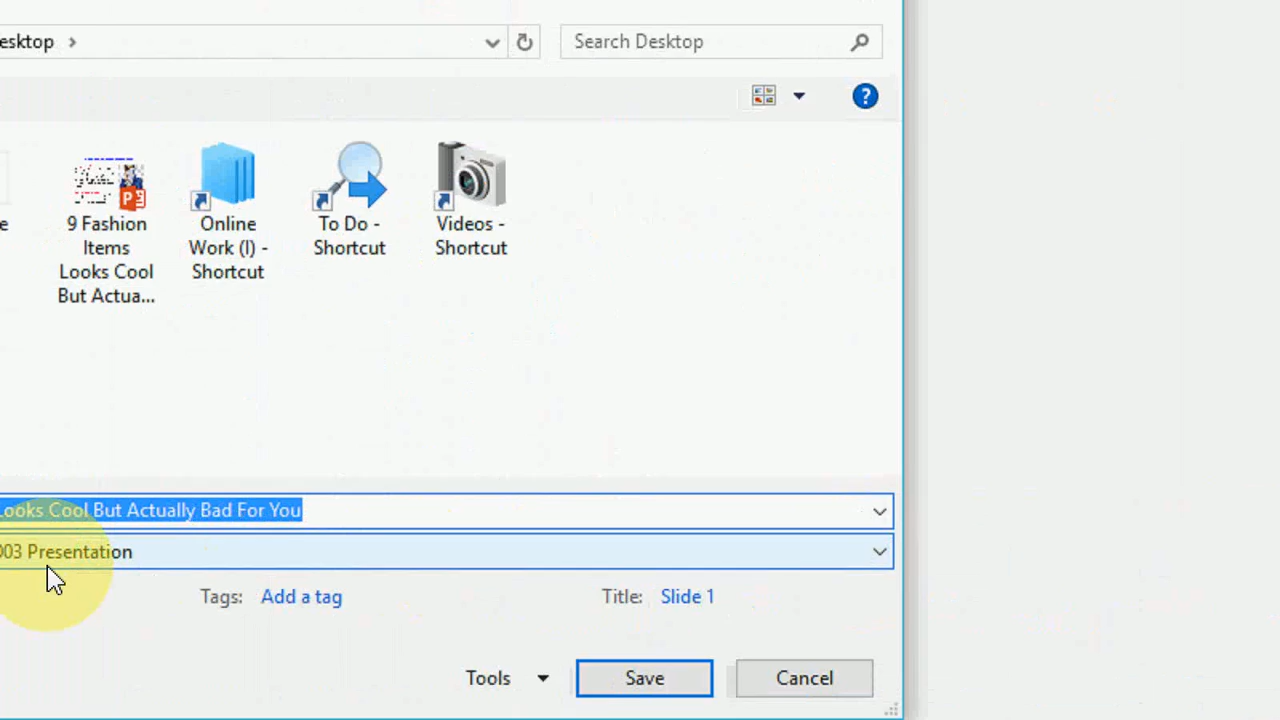 esktop
Search Desktop
?
e
9 Fashion
Items
Looks Cool
But Actua...
Online
Work (I) -
Shortcut
To Do -
Shortcut
Videos -
Shortcut
Looks Cool But Actually Bad For You
003 Presentation
Tags: Add a tag
Title: Slide 1
Tools
Save
Cancel